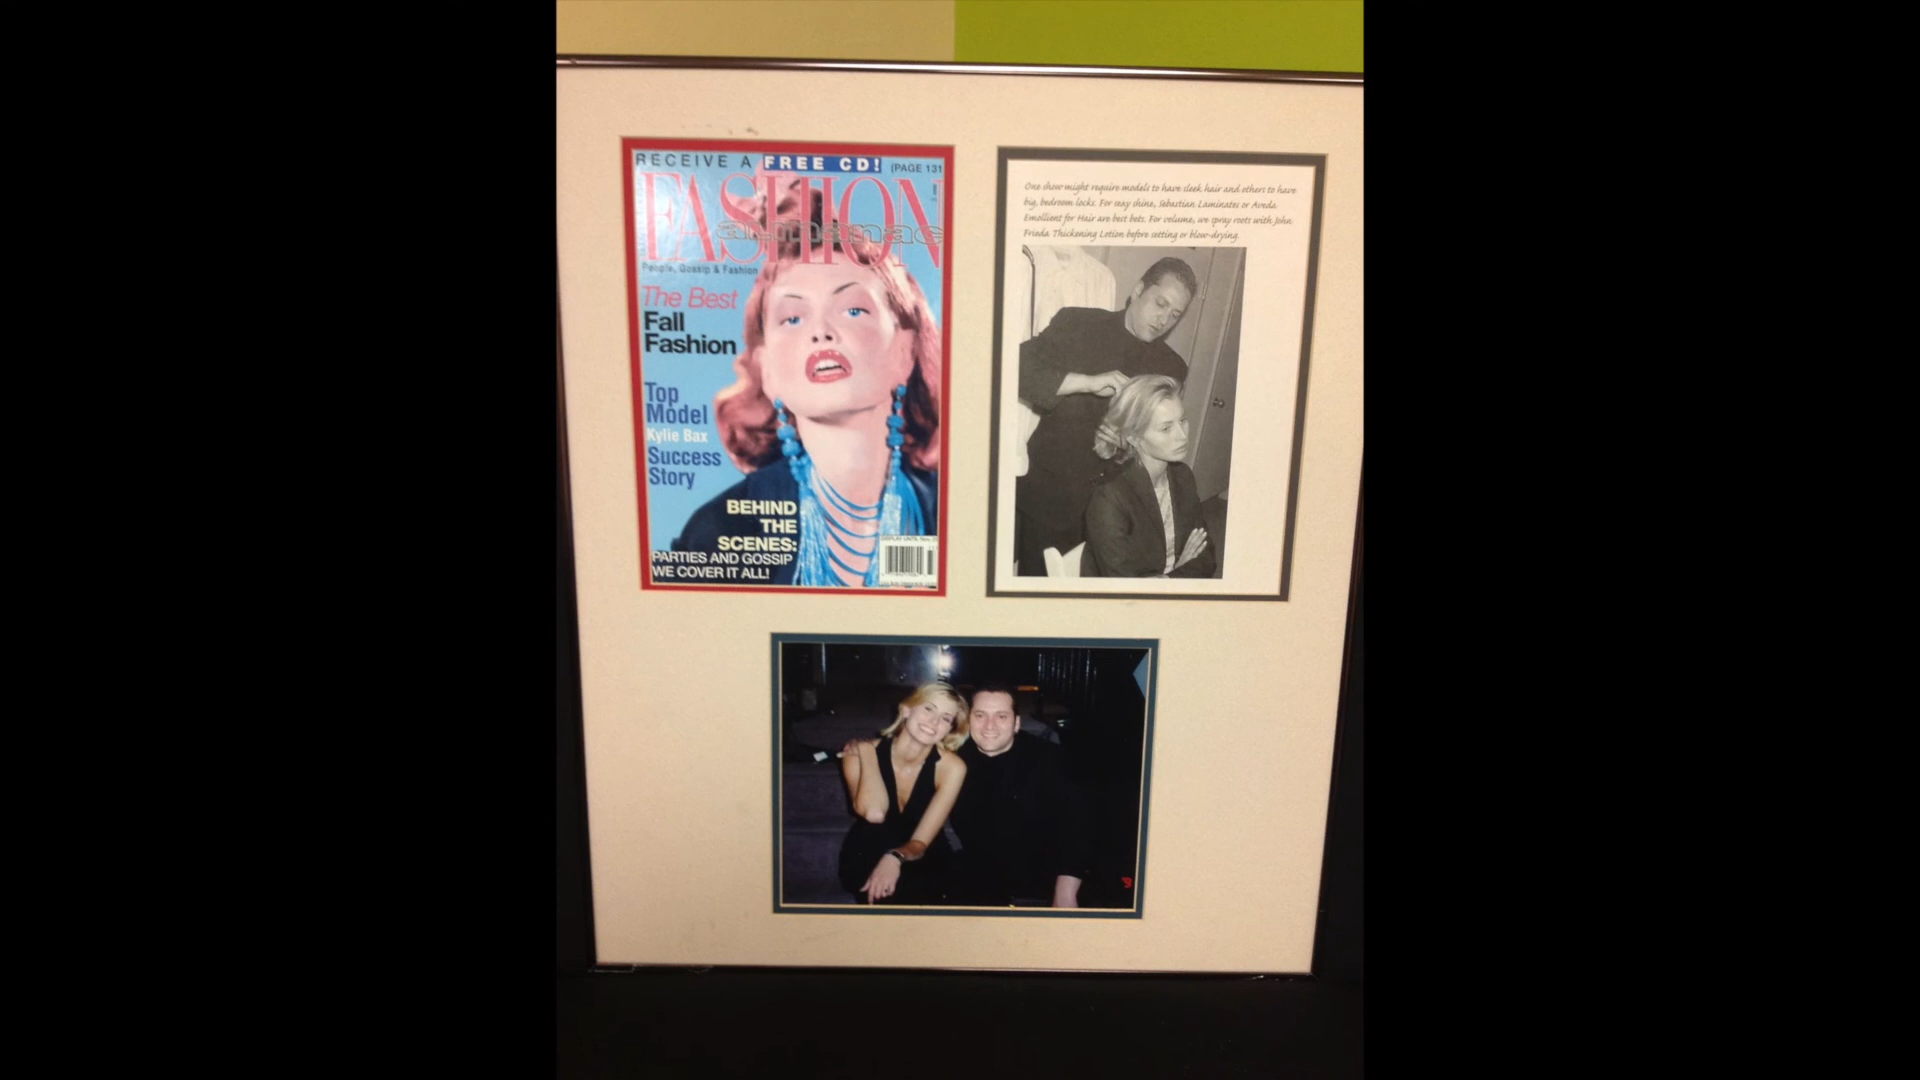 RECEIVE A FREE CD! (PAGE 131
FASHION
almanac
People, Gossip & Fashion
The Best
Fall
Fashion
Top
Model
Kylie Bax
Success
Story
BEHIND
THE
SCENES:
PARTIES AND GOSSIP
WE COVER IT ALL!
DISPLAY UNTIL Nov.
One show might require models to have sleek hair and others to have
big, bedroom locks. For sexy shine, Sebastian Laminates or Aveda
Emollient for Hair are best bets. For volume, we spray roots with John
Frieda Thickening Lotion before setting or blow-drying.